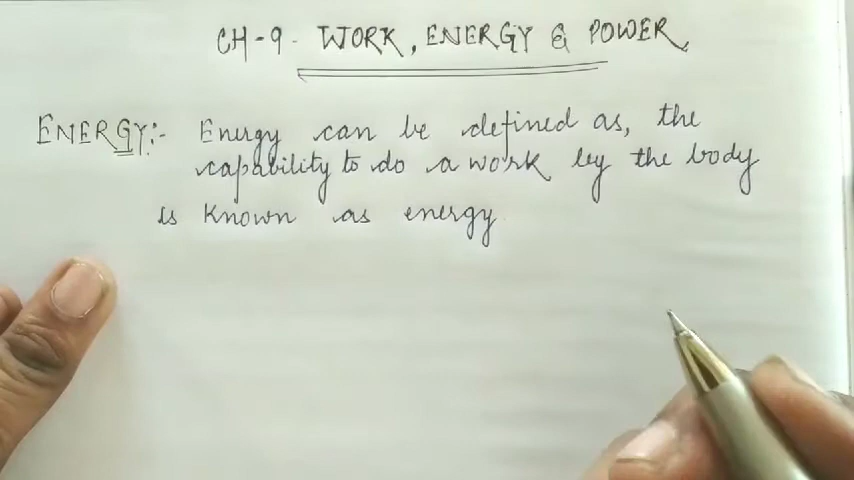 CH-9. WORK, ENERGY & POWER
ENERGY:- Energy can be defined as, the
capability to do a work by the body
is known as energy